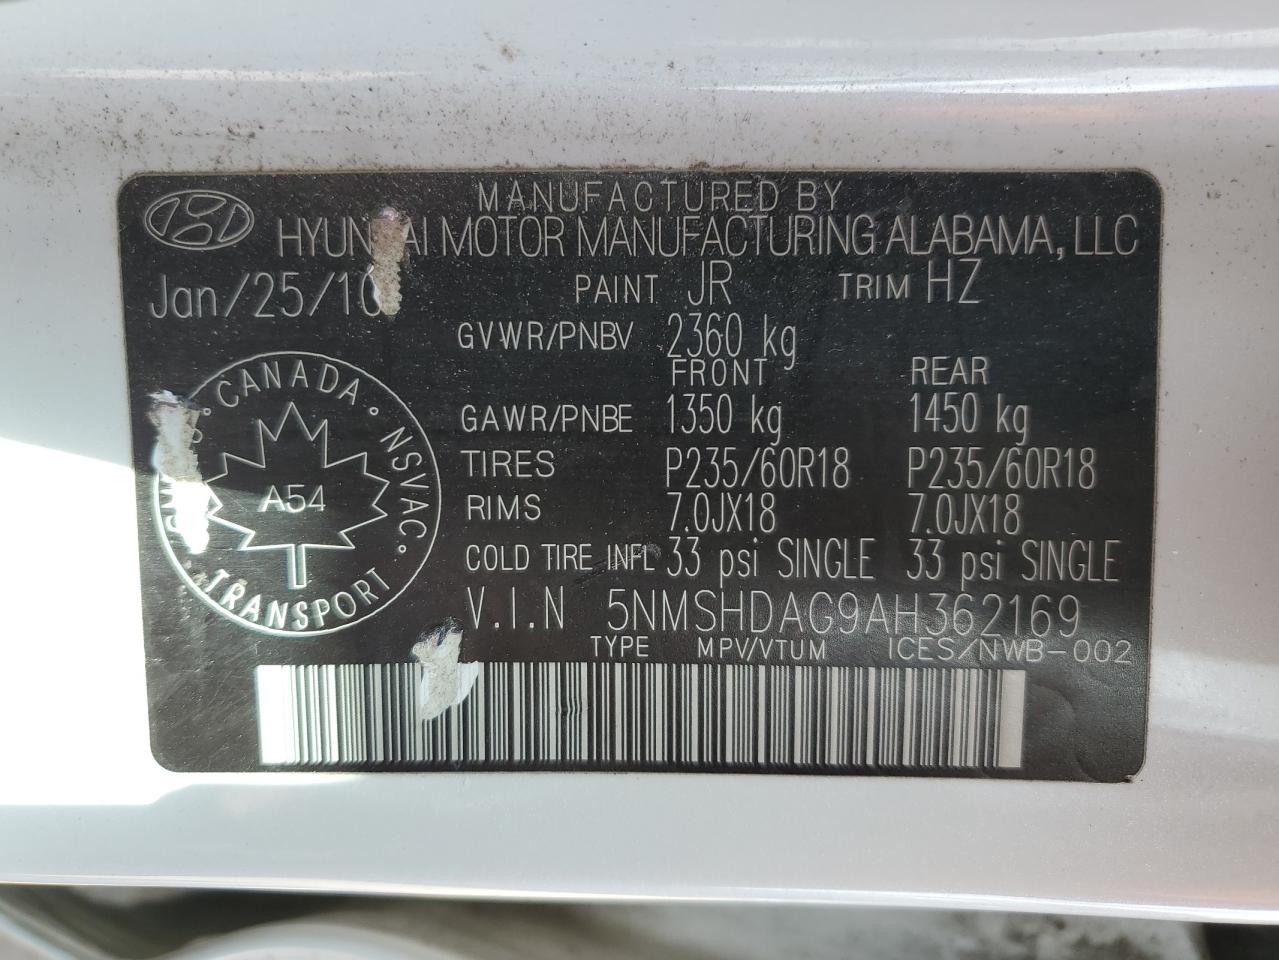 MANUFACTURED BY
HYUNDAI MOTOR MANUFACTURING ALABAMA, LLC
Jan/25/10 PAINT JR TRIM HZ
GVWR/PNBV 2360 kg
FRONT REAR
GAWR/PNBE 1350 kg 1450 kg
TIRES P235/60R18 P235/60R18
RIMS 7.0JX18 7.0JX18
COLD TIRE INFL 33 psi SINGLE 33 psi SINGLE
V.I.N 5NMSHDAG9AH362169
TYPE MPV/VTUM ICES/NWB-002
CANADA · NSVAC
A54
TRANSPORT